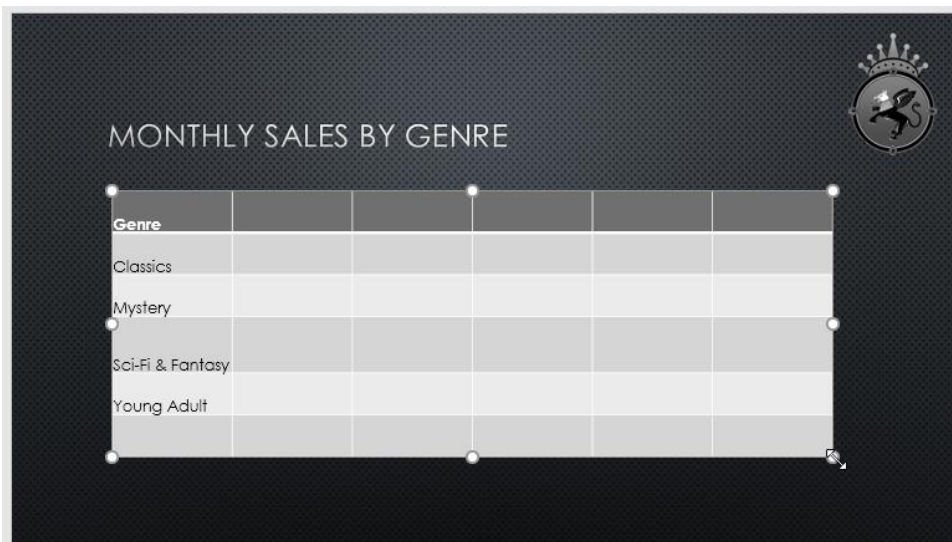 MONTHLY SALES BY GENRE
Genre
Classics
Mystery
Sci-Fi & Fantasy
Young Adult